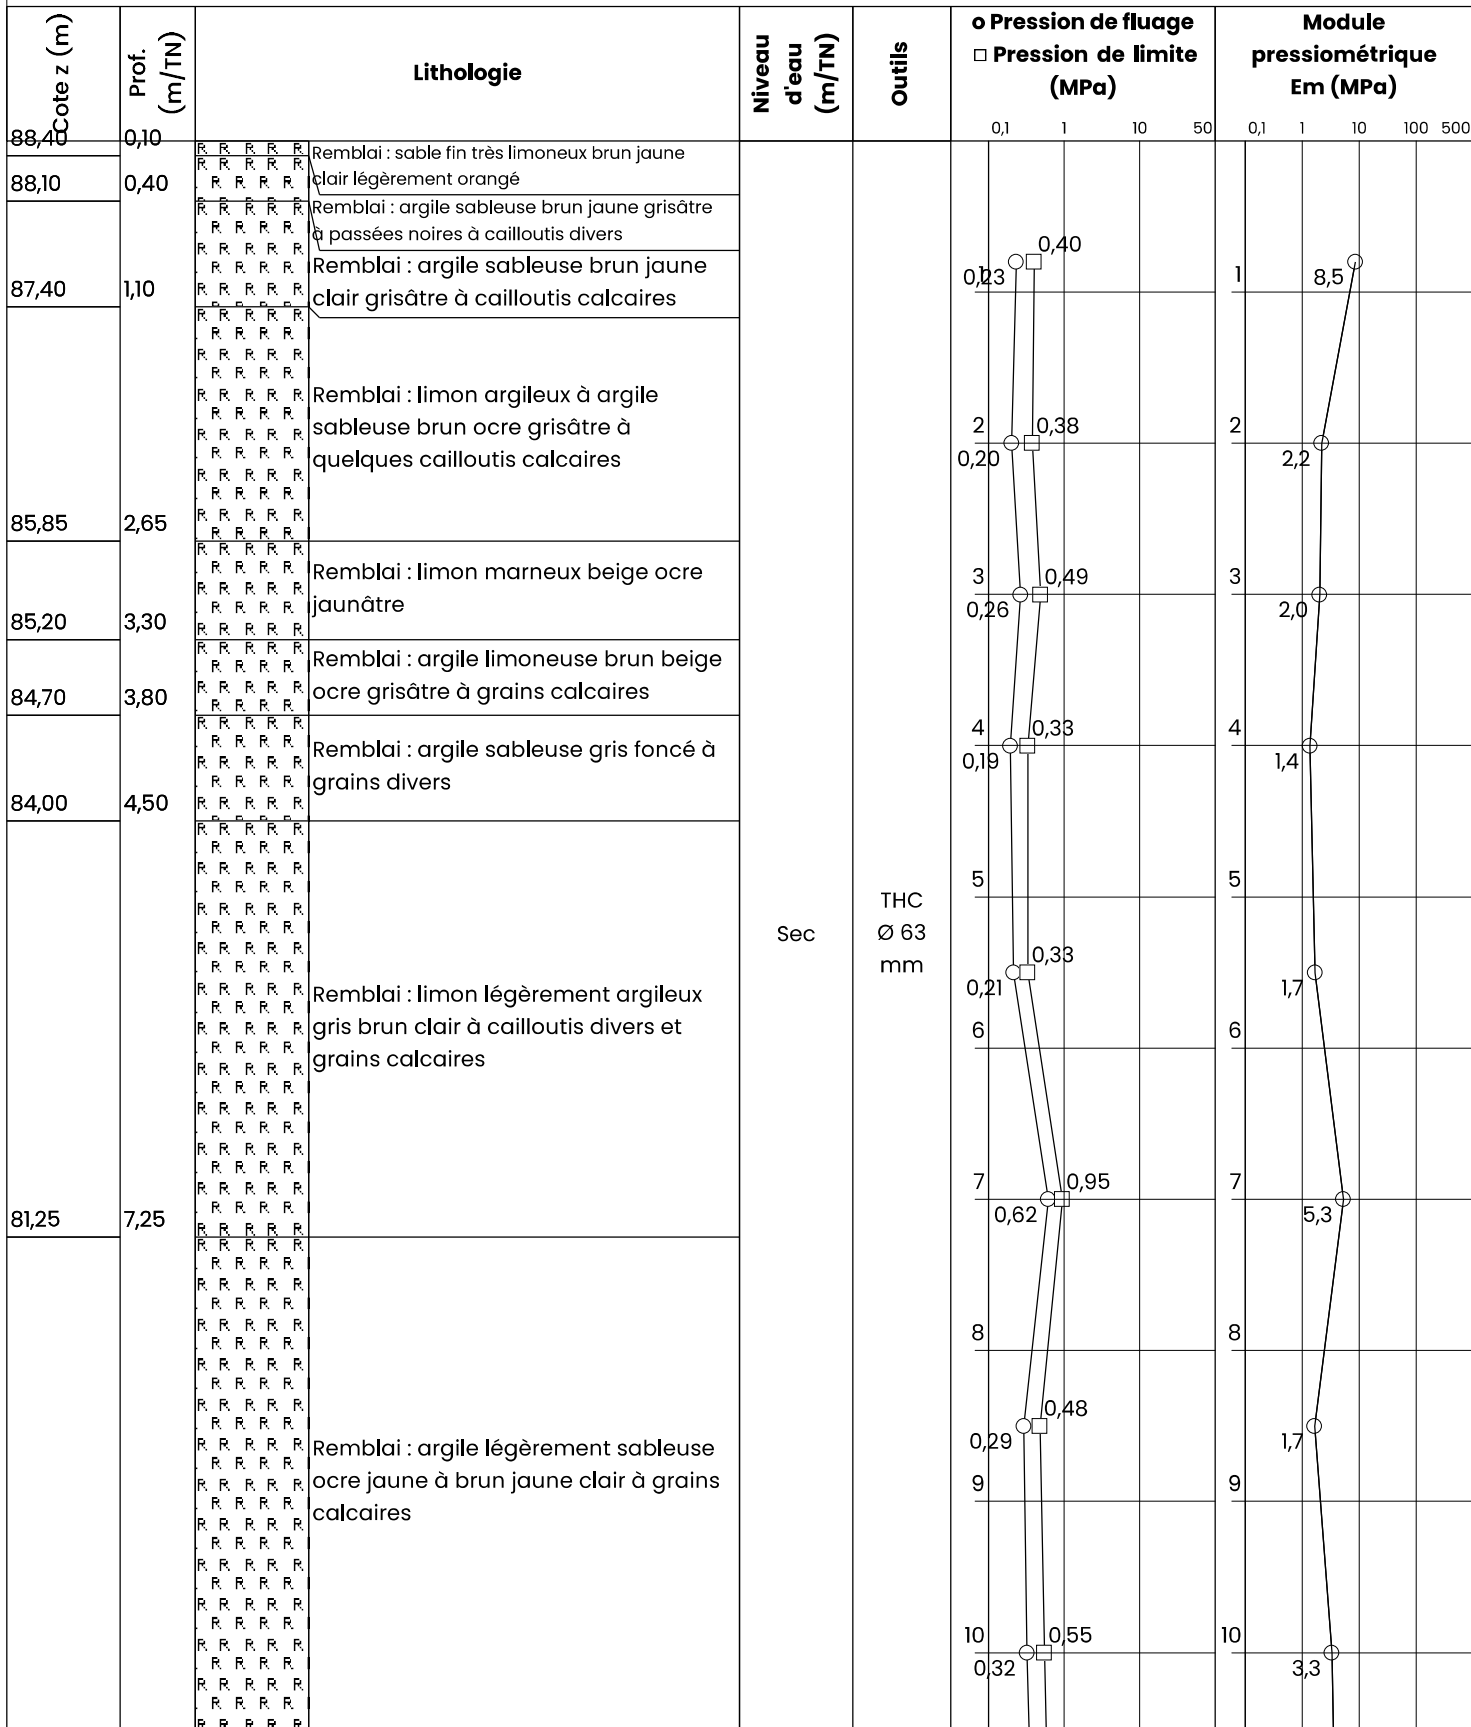 Cote z (m)
Prof.
(m/TN)
Lithologie
Niveau
d'eau
(m/TN)
Outils
o Pression de fluage
□ Pression de limite
(MPa)
Module
pressiométrique
Em (MPa)
0,1 1 10 50
0,1 1 10 100 500
88,40 0,10
Remblai : sable fin très limoneux brun jaune
clair légèrement orangé
88,10 0,40
Remblai : argile sableuse brun jaune grisâtre
à passées noires à cailloutis divers
87,40 1,10
Remblai : argile sableuse brun jaune
clair grisâtre à cailloutis calcaires
Remblai : limon argileux à argile
sableuse brun ocre grisâtre à
quelques cailloutis calcaires
85,85 2,65
Remblai : limon marneux beige ocre
jaunâtre
85,20 3,30
Remblai : argile limoneuse brun beige
ocre grisâtre à grains calcaires
84,70 3,80
Remblai : argile sableuse gris foncé à
grains divers
84,00 4,50
Remblai : limon légèrement argileux
gris brun clair à cailloutis divers et
grains calcaires
81,25 7,25
Remblai : argile légèrement sableuse
ocre jaune à brun jaune clair à grains
calcaires
Sec
THC
Ø 63
mm
0,40
1
0,23
2 0,38
0,20
3 0,49
0,26
4 0,33
0,19
5
0,33
0,21
6
7 0,95
0,62
8
0,48
0,29
9
10 0,55
0,32
1 8,5
2
2,2
3
2,0
4
1,4
5
1,7
6
7
5,3
8
1,7
9
10
3,3